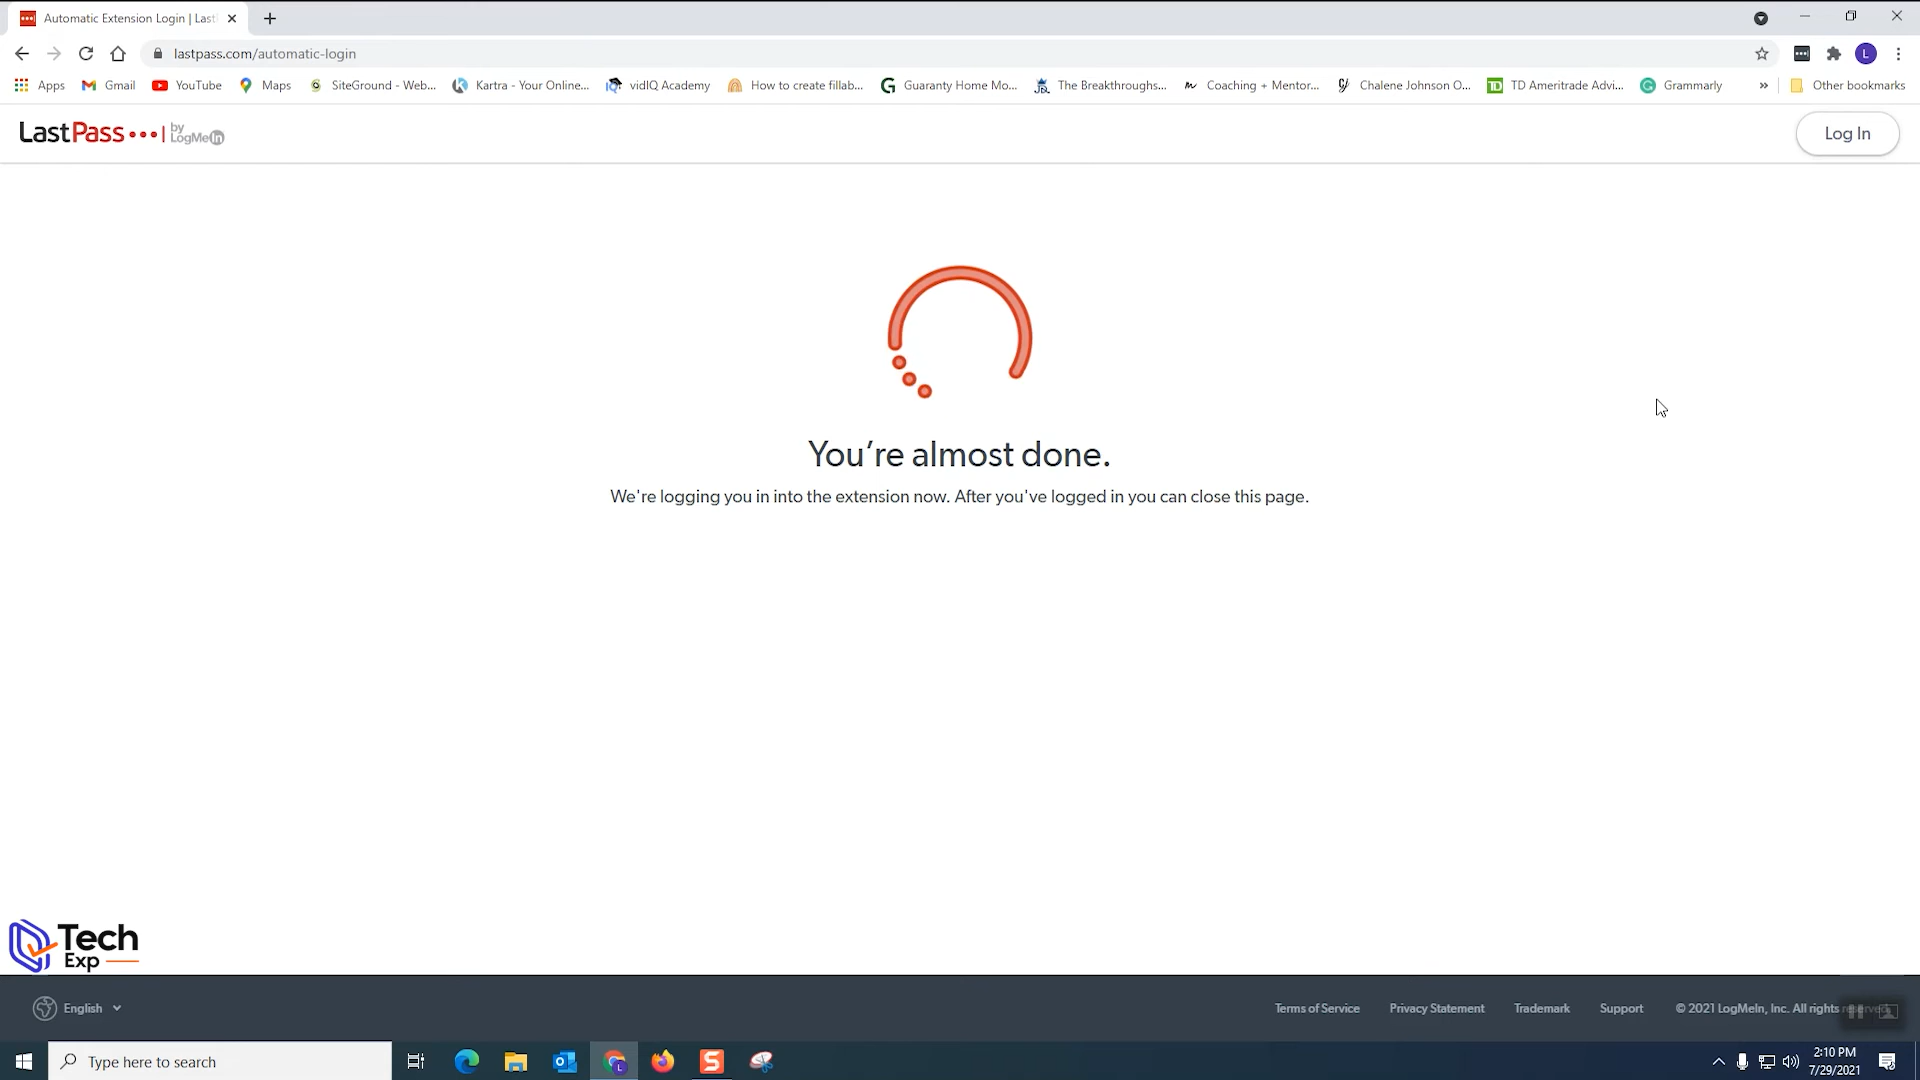 Automatic Extension Login | Last
lastpass.com/automatic-login
L
Apps
Gmail
YouTube
Maps
SiteGround - Web...
Kartra - Your Online...
vidIQ Academy
How to create fillab...
Guaranty Home Mo...
The Breakthroughs...
Coaching + Mentor...
Chalene Johnson O...
TD Ameritrade Advi...
Grammarly
Other bookmarks
LastPass
by
LogMeIn
Log In
You're almost done.
We're logging you in into the extension now. After you've logged in you can close this page.
Tech
Exp
English
Terms of Service
Privacy Statement
Trademark
Support
© 2021 LogMeIn, Inc. All rights reserved
Type here to search
2:10 PM
7/29/2021